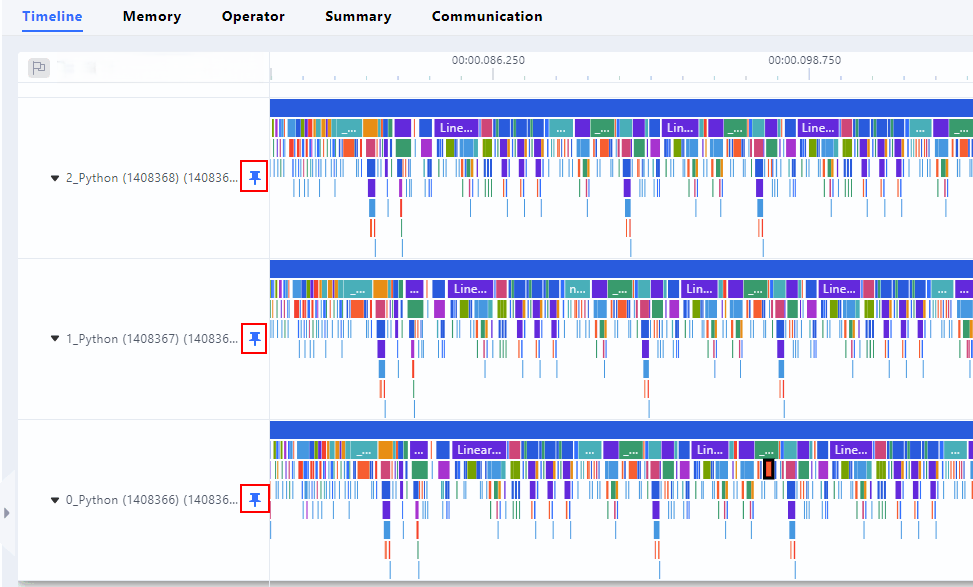 Timeline Memory Operator Summary Communication
00:00.086.250 00:00.098.750
_... Line... ... _... Lin... _... Line... ... _...
2_Python (1408368) (140836...
_... ... Line... n... _... Lin... _... Line... ... ...
1_Python (1408367) (140836...
_... ... Linear... ... _... Lin... _... Line... ...
0_Python (1408366) (140836...